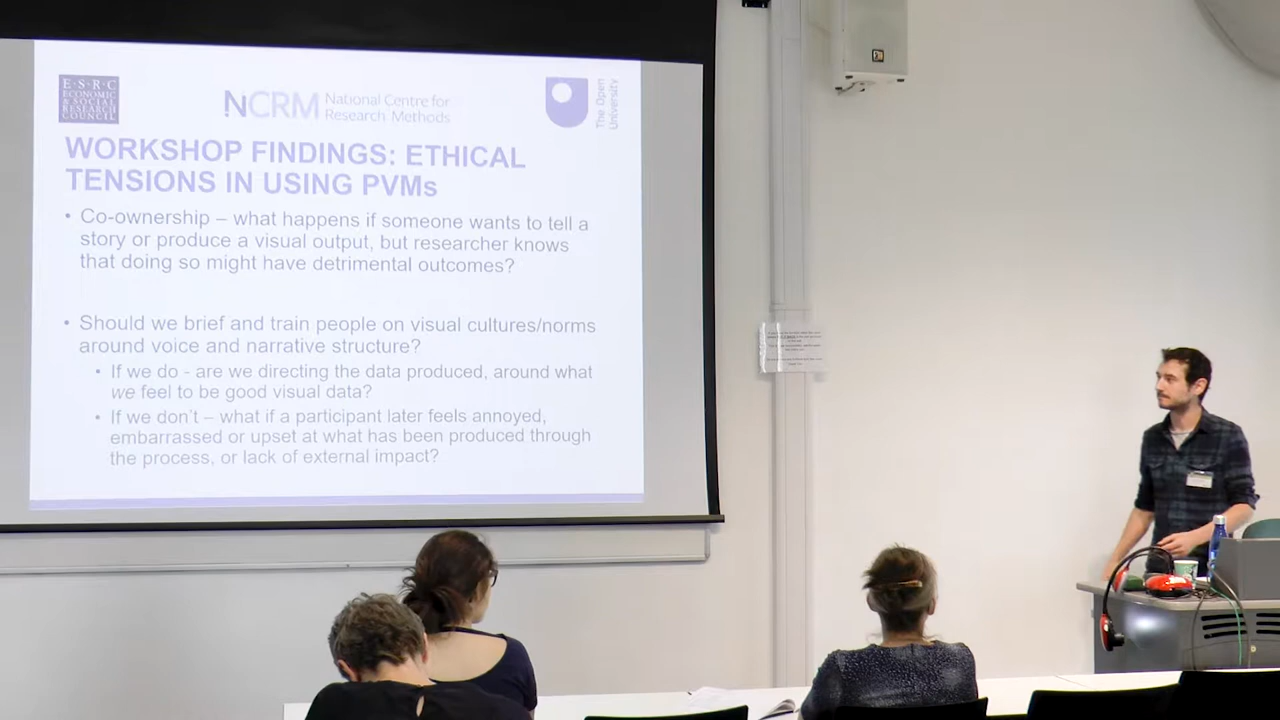 E·S·R·C
ECONOMIC
& SOCIAL
RESEARCH
COUNCIL
NCRM National Centre for
Research Methods
The Open
University
WORKSHOP FINDINGS: ETHICAL
TENSIONS IN USING PVMs
• Co-ownership – what happens if someone wants to tell a
story or produce a visual output, but researcher knows
that doing so might have detrimental outcomes?
• Should we brief and train people on visual cultures/norms
around voice and narrative structure?
• If we do - are we directing the data produced, around what
we feel to be good visual data?
• If we don't – what if a participant later feels annoyed,
embarrassed or upset at what has been produced through
the process, or lack of external impact?